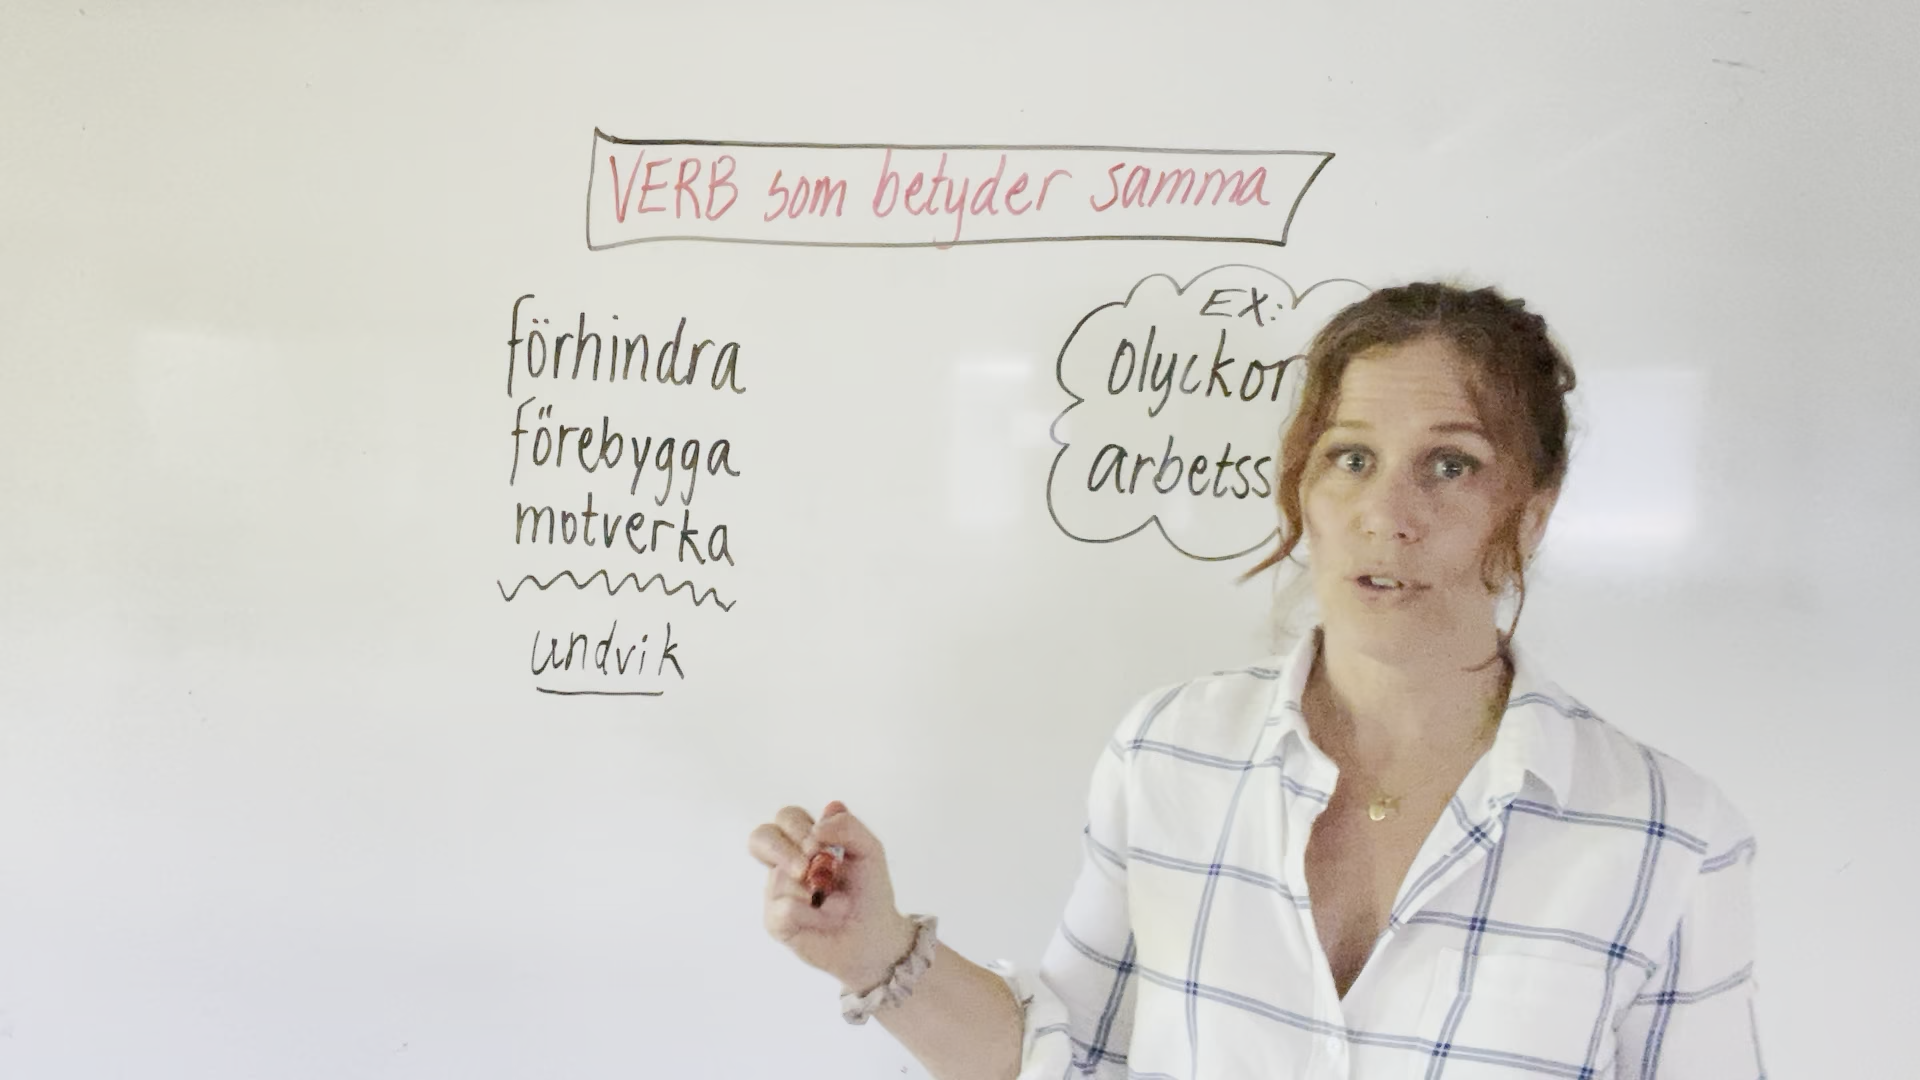 VERB som betyder samma
förhindra
förebygga
motverka
undvik
EX:
olyckor
arbetss